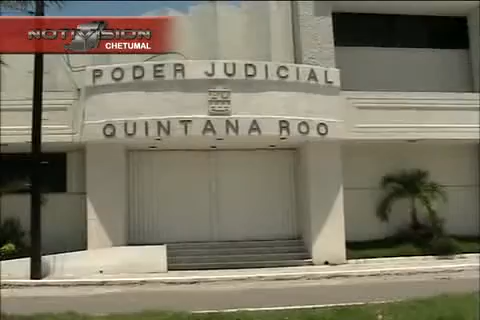 NOTIVISION
CHETUMAL
PODER JUDICIAL
QUINTANA ROO